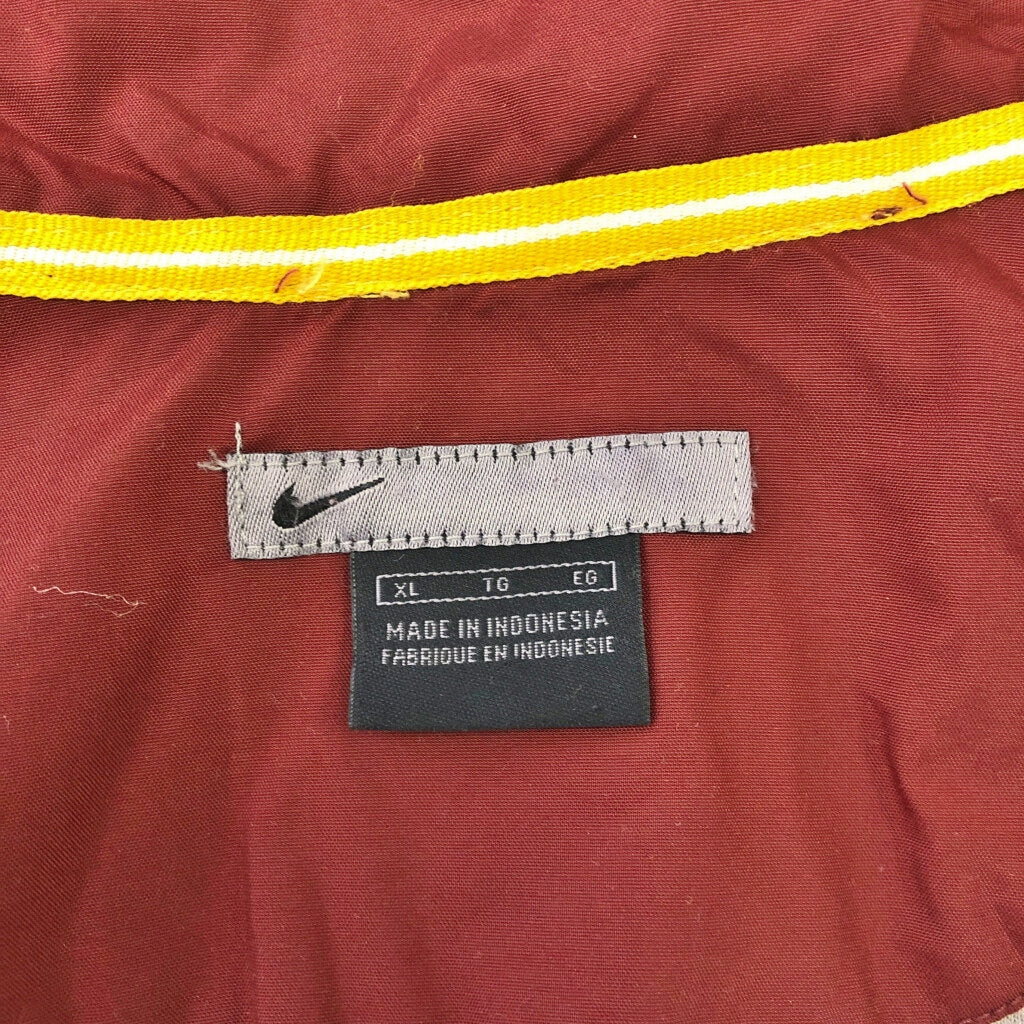 XL TG EG
MADE IN INDONESIA
FABRIQUE EN INDONESIE